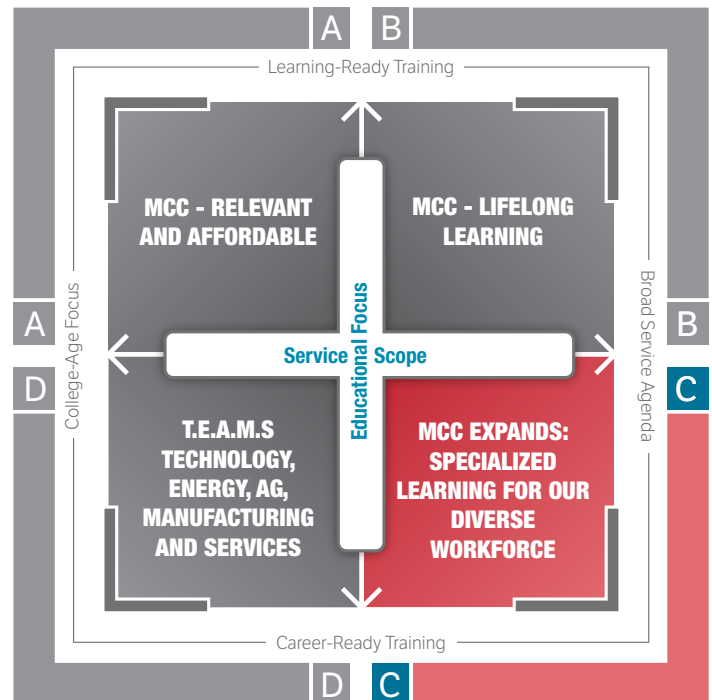 A B
Learning-Ready Training
MCC - RELEVANT
AND AFFORDABLE
MCC - LIFELONG
LEARNING
A
College-Age Focus
D
Service Scope
Educational Focus
B
Broad Service Agenda
C
T.E.A.M.S
TECHNOLOGY,
ENERGY, AG,
MANUFACTURING
AND SERVICES
MCC EXPANDS:
SPECIALIZED
LEARNING FOR OUR
DIVERSE
WORKFORCE
Career-Ready Training
D C